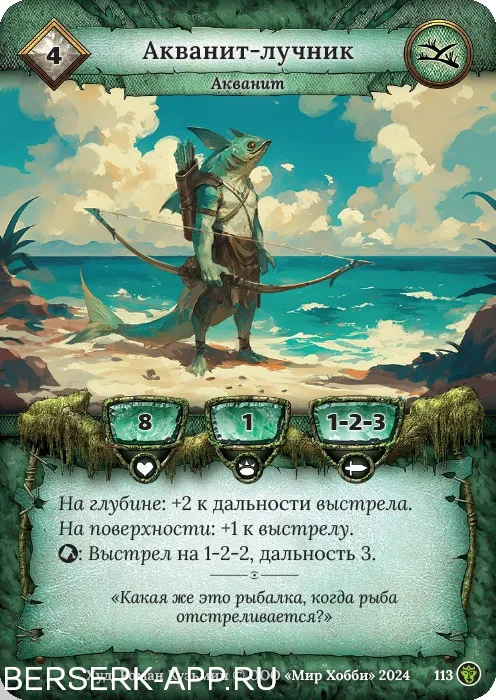 4
Акванит-лучник
Акванит
8
1
1-2-3
На глубине: +2 к дальности выстрела.
На поверхности: +1 к выстрелу.
: Выстрел на 1-2-2, дальность 3.
«Какая же это рыбалка, когда рыба
отстреливается?»
«Мир Хобби» 2024
113
BERSERK-APP.RU